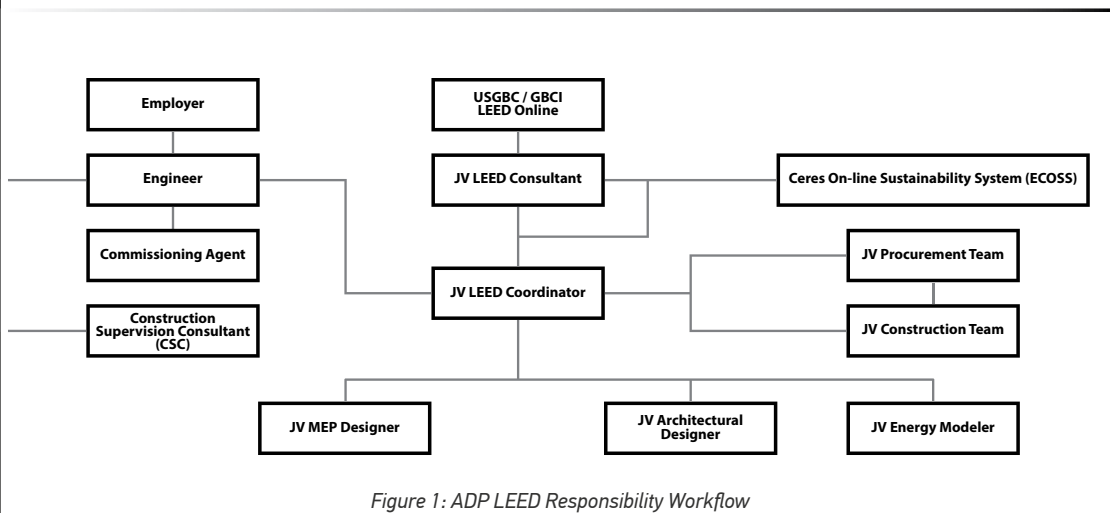 Employer
USGBC / GBCI
LEED Online
Engineer
JV LEED Consultant
Ceres On-line Sustainability System (ECOSS)
Commissioning Agent
JV Procurement Team
JV LEED Coordinator
Construction
Supervision Consultant
(CSC)
JV Construction Team
JV MEP Designer
JV Architectural
Designer
JV Energy Modeler
Figure 1: ADP LEED Responsibility Workflow